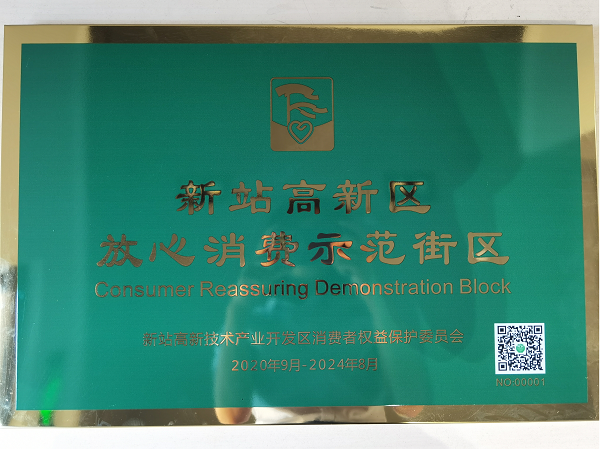 新站高新区
放心消费示范街区
Consumer Reassuring Demonstration Block
新站高新技术产业开发区消费者权益保护委员会
2020年9月-2024年8月
NO:00001